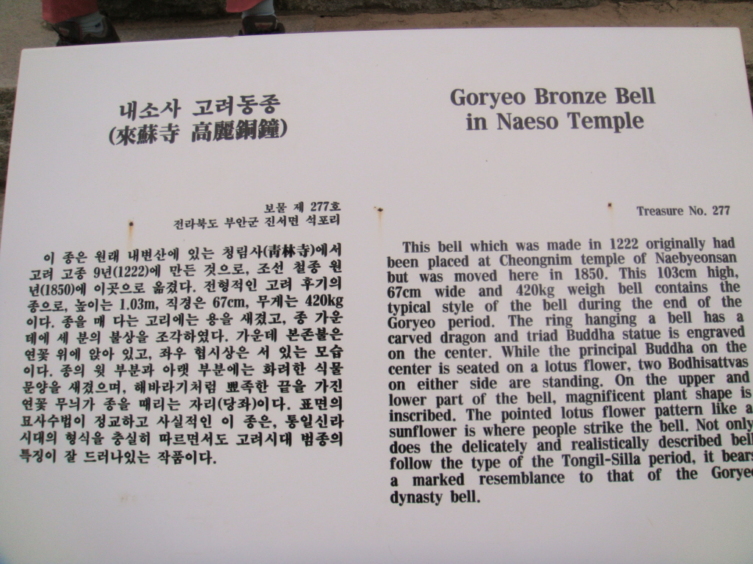 내소사 고려동종
(來蘇寺 高麗銅鐘)
보물 제 277호
전라북도 부안군 진서면 석포리
이 종은 원래 내변산에 있는 청림사(靑林寺)에서
고려 고종 9년(1222)에 만든 것으로, 조선 철종 원
년(1850)에 이곳으로 옮겼다. 전형적인 고려 후기의
종으로, 높이는 1.03m, 직경은 67cm, 무게는 420kg
이다. 종을 매 다는 고리에는 용을 새겼고, 종 가운
데에 세 분의 불상을 조각하였다. 가운데 본존불은
연꽃 위에 앉아 있고, 좌우 협시상은 서 있는 모습
이다. 종의 윗 부분과 아랫 부분에는 화려한 식물
문양을 새겼으며, 해바라기처럼 뾰족한 끝을 가진
연꽃 무늬가 종을 때리는 자리(당좌)이다. 표면의
묘사수법이 정교하고 사실적인 이 종은, 통일신라
시대의 형식을 충실히 따르면서도 고려시대 범종의
특징이 잘 드러나있는 작품이다.
Goryeo Bronze Bell
in Naeso Temple
Treasure No. 277
This bell which was made in 1222 originally had
been placed at Cheongnim temple of Naebyeonsan
but was moved here in 1850. This 103cm high,
67cm wide and 420kg weigh bell contains the
typical style of the bell during the end of the
Goryeo period. The ring hanging a bell has a
carved dragon and triad Buddha statue is engraved
on the center. While the principal Buddha on the
center is seated on a lotus flower, two Bodhisattvas
on either side are standing. On the upper and
lower part of the bell, magnificent plant shape is
inscribed. The pointed lotus flower pattern like a
sunflower is where people strike the bell. Not only
does the delicately and realistically described bell
follow the type of the Tongil-Silla period, it bears
a marked resemblance to that of the Goryeo
dynasty bell.